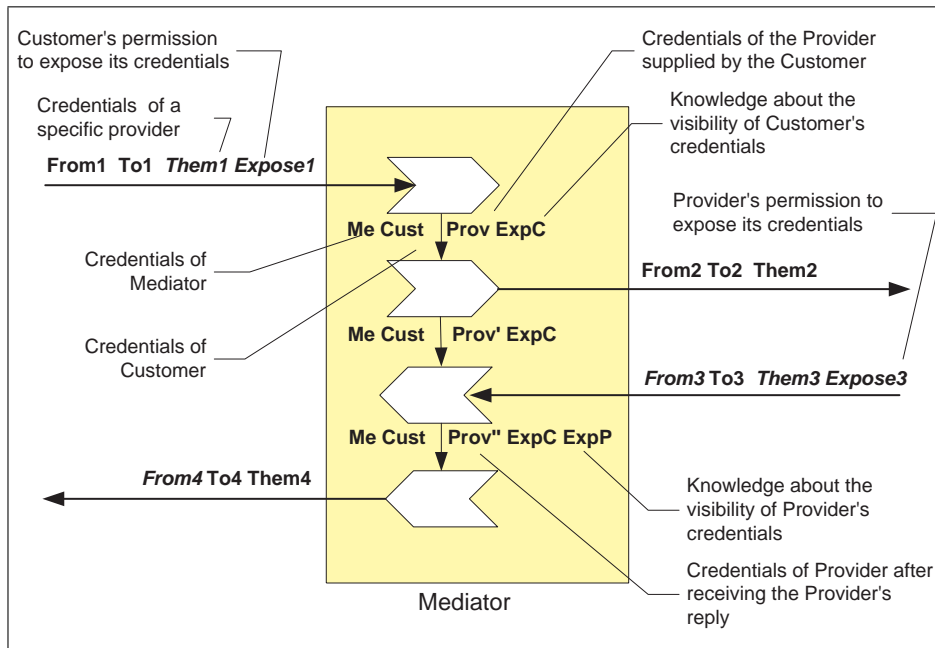 Customer's permission
to expose its credentials
Credentials of the Provider
supplied by the Customer
Credentials of a
specific provider
Knowledge about the
visibility of Customer's
credentials
From1 To1 Them1 Expose1
Provider's permission to
expose its credentials
Me Cust Prov ExpC
Credentials of
Mediator
From2 To2 Them2
Me Cust Prov' ExpC
Credentials of
Customer
From3 To3 Them3 Expose3
Me Cust Prov" ExpC ExpP
From4 To4 Them4
Knowledge about the
visibility of Provider's
credentials
Credentials of Provider after
receiving the Provider's
reply
Mediator